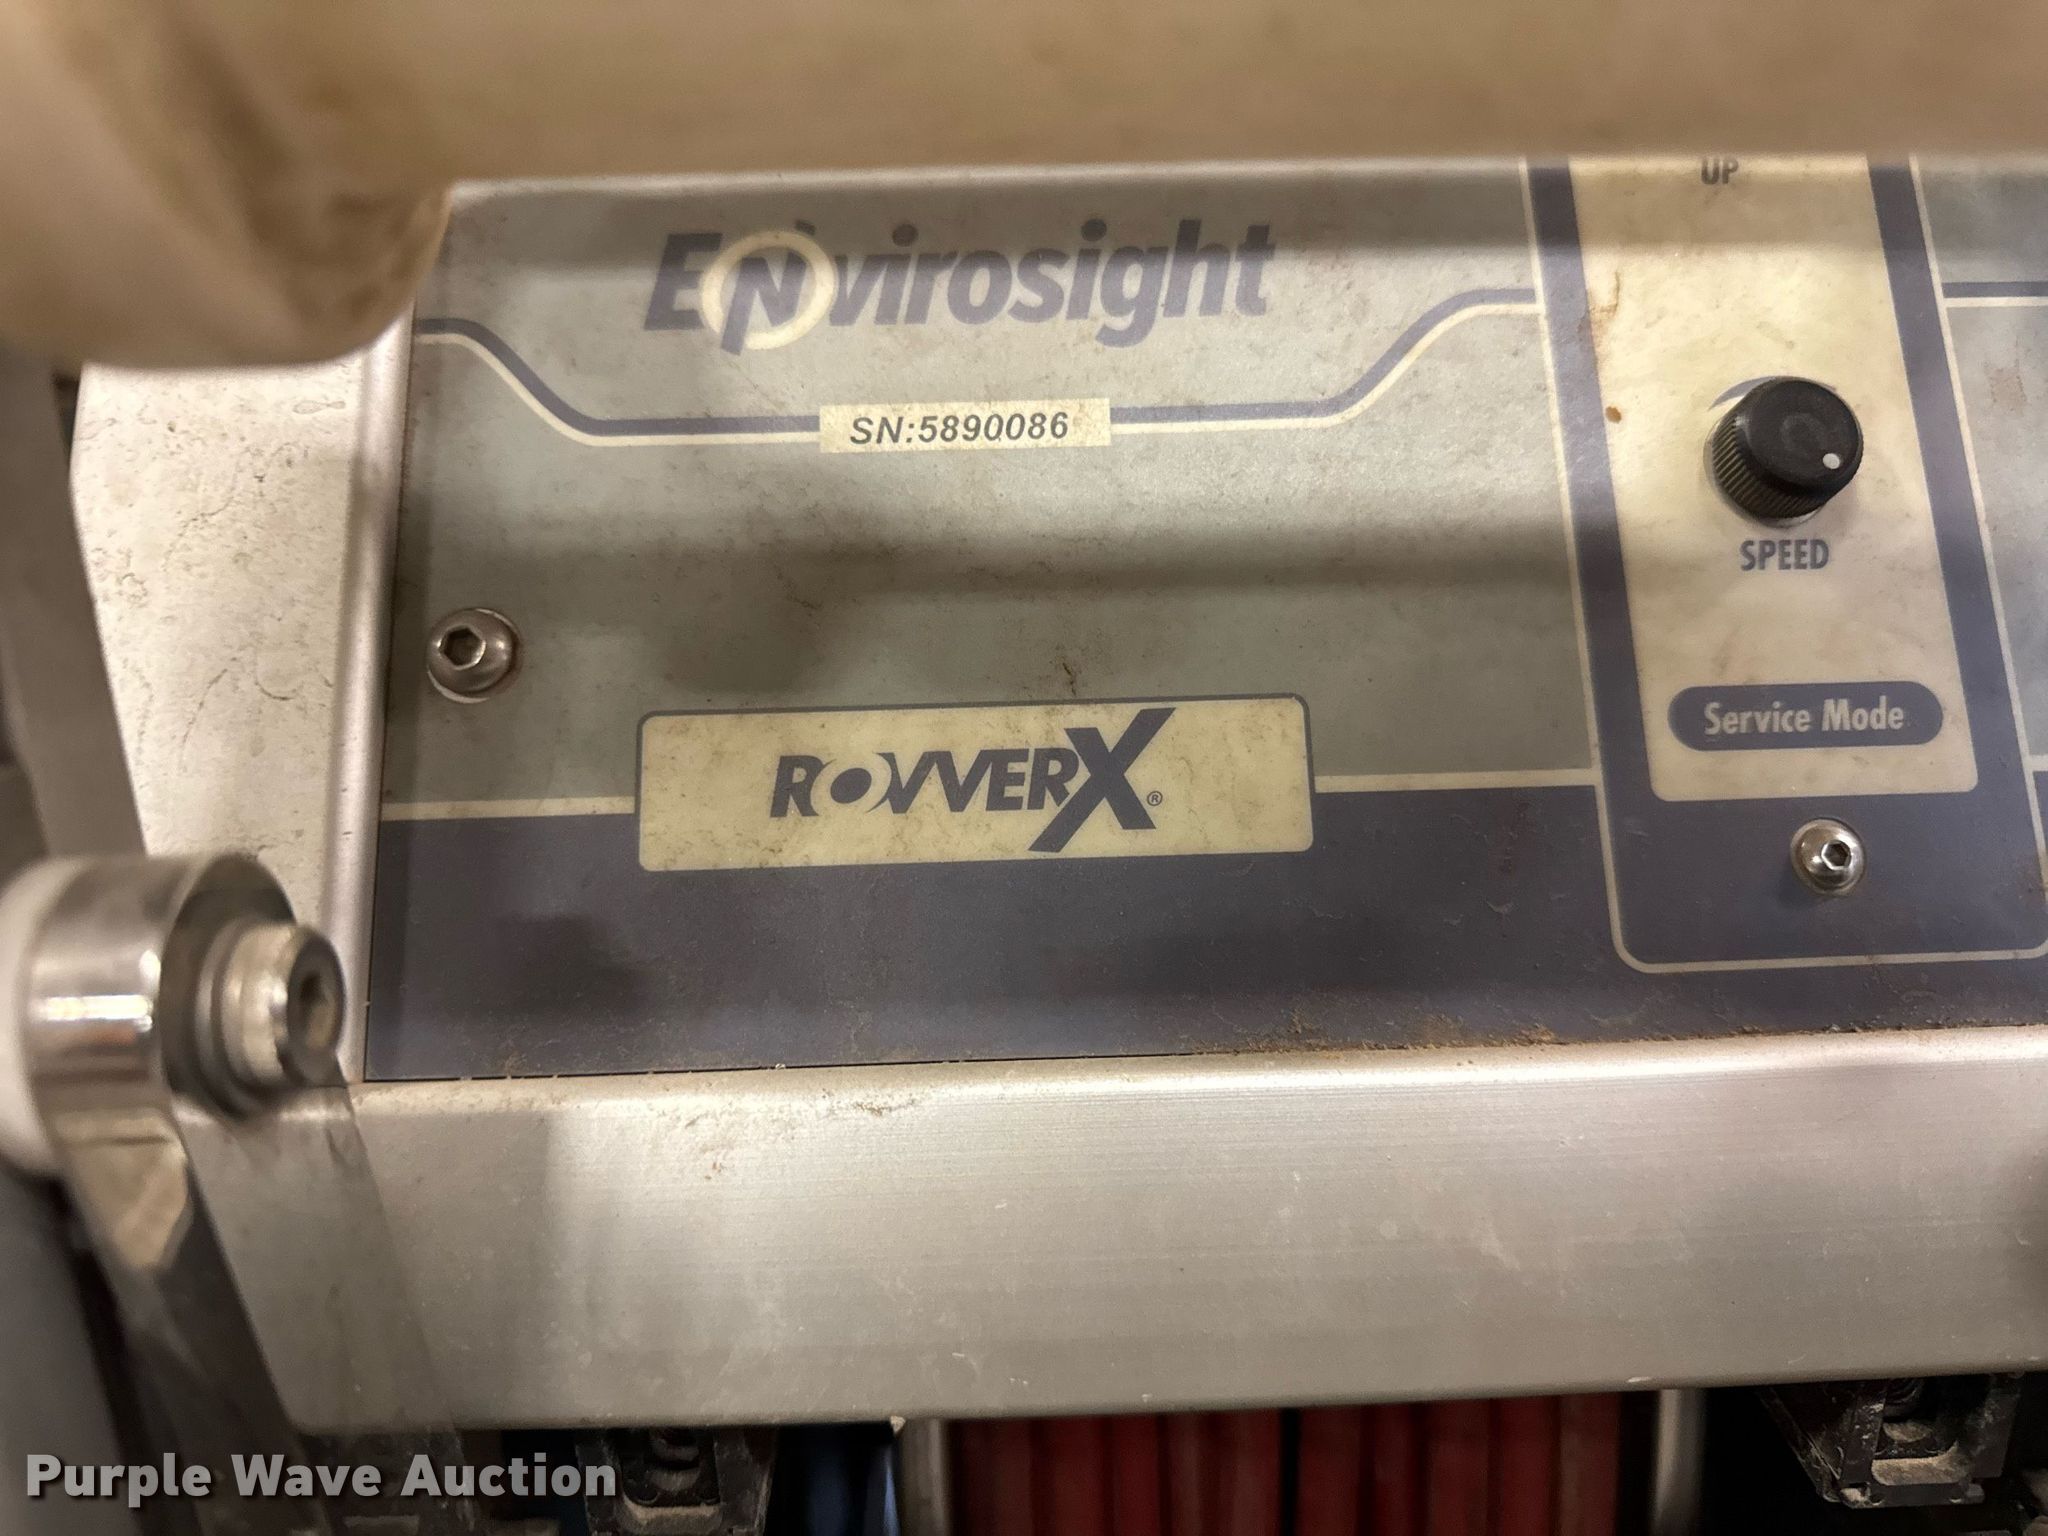 UP
Envirosight
SN:5890086
SPEED
Service Mode
ROVVERX®
Purple Wave Auction